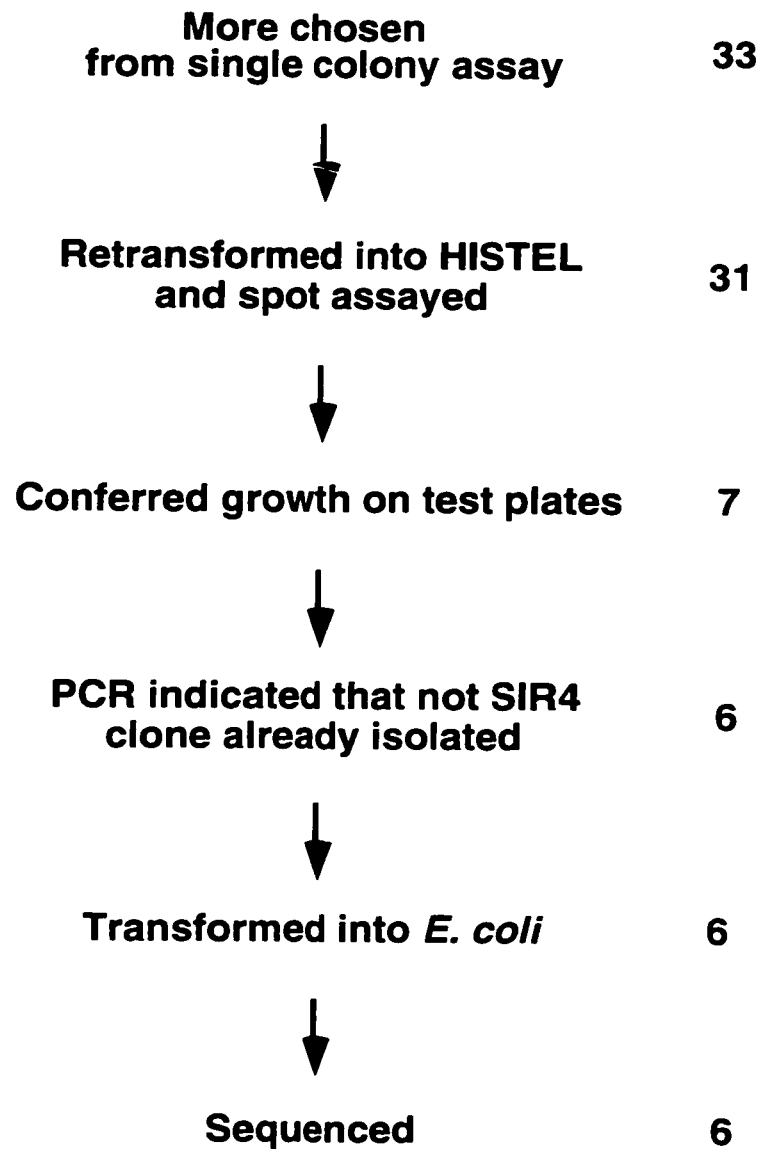 More chosen
from single colony assay 33
Retransformed into HISTEL
and spot assayed 31
Conferred growth on test plates 7
PCR indicated that not SIR4
clone already isolated 6
Transformed into E. coli 6
Sequenced 6